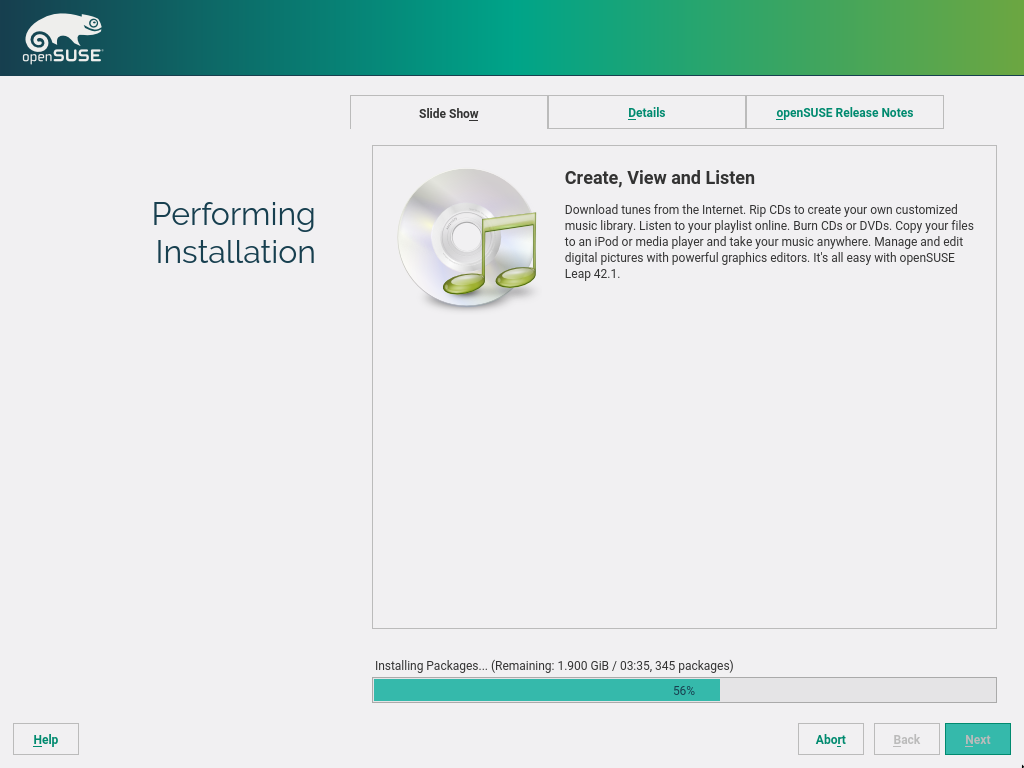 openSUSE
Slide Show
Details
openSUSE Release Notes
Performing
Installation
Create, View and Listen
Download tunes from the Internet. Rip CDs to create your own customized
music library. Listen to your playlist online. Burn CDs or DVDs. Copy your files
to an iPod or media player and take your music anywhere. Manage and edit
digital pictures with powerful graphics editors. It's all easy with openSUSE
Leap 42.1.
Installing Packages... (Remaining: 1.900 GiB / 03:35, 345 packages)
56%
Help
Abort
Back
Next